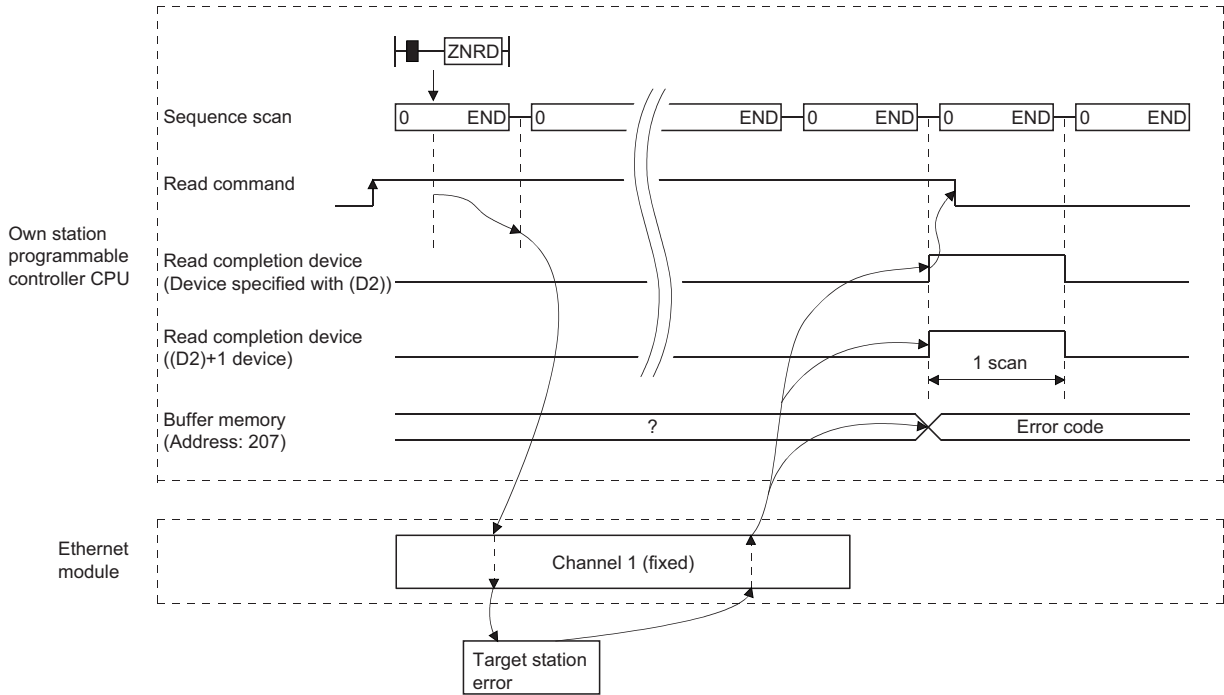 ZNRD
Sequence scan
0 END 0 END 0 END 0 END 0 END
Read command
Own station
programmable
controller CPU
Read completion device
(Device specified with (D2))
Read completion device
((D2)+1 device)
1 scan
Buffer memory
(Address: 207)
?
Error code
Ethernet
module
Channel 1 (fixed)
Target station
error